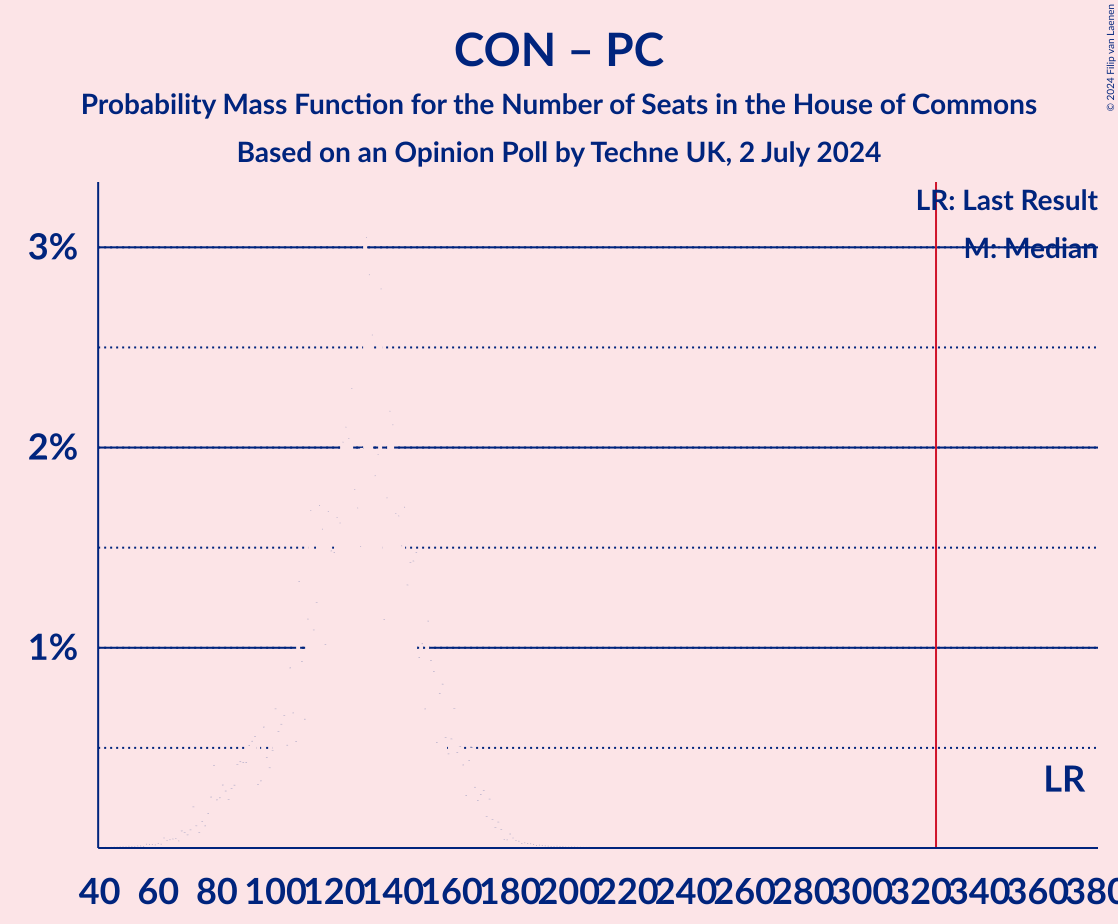 CON – PC
Probability Mass Function for the Number of Seats in the House of Commons
Based on an Opinion Poll by Techne UK, 2 July 2024
© 2024 Filip van Laenen
LR: Last Result
M: Median
3%
2%
1%
LR
40 60 80 100 120 140 160 180 200 220 240 260 280 300 320 340 360 380